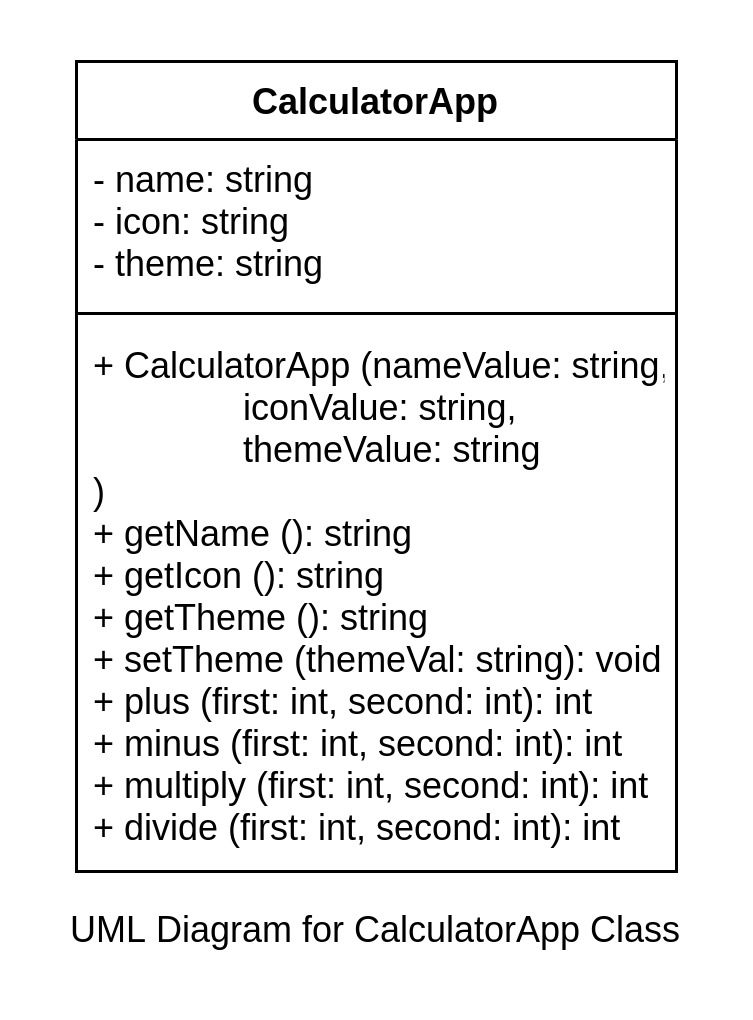 CalculatorApp
- name: string
- icon: string
- theme: string
+ CalculatorApp (nameValue: string,
iconValue: string,
themeValue: string
)
+ getName (): string
+ getIcon (): string
+ getTheme (): string
+ setTheme (themeVal: string): void
+ plus (first: int, second: int): int
+ minus (first: int, second: int): int
+ multiply (first: int, second: int): int
+ divide (first: int, second: int): int
UML Diagram for CalculatorApp Class